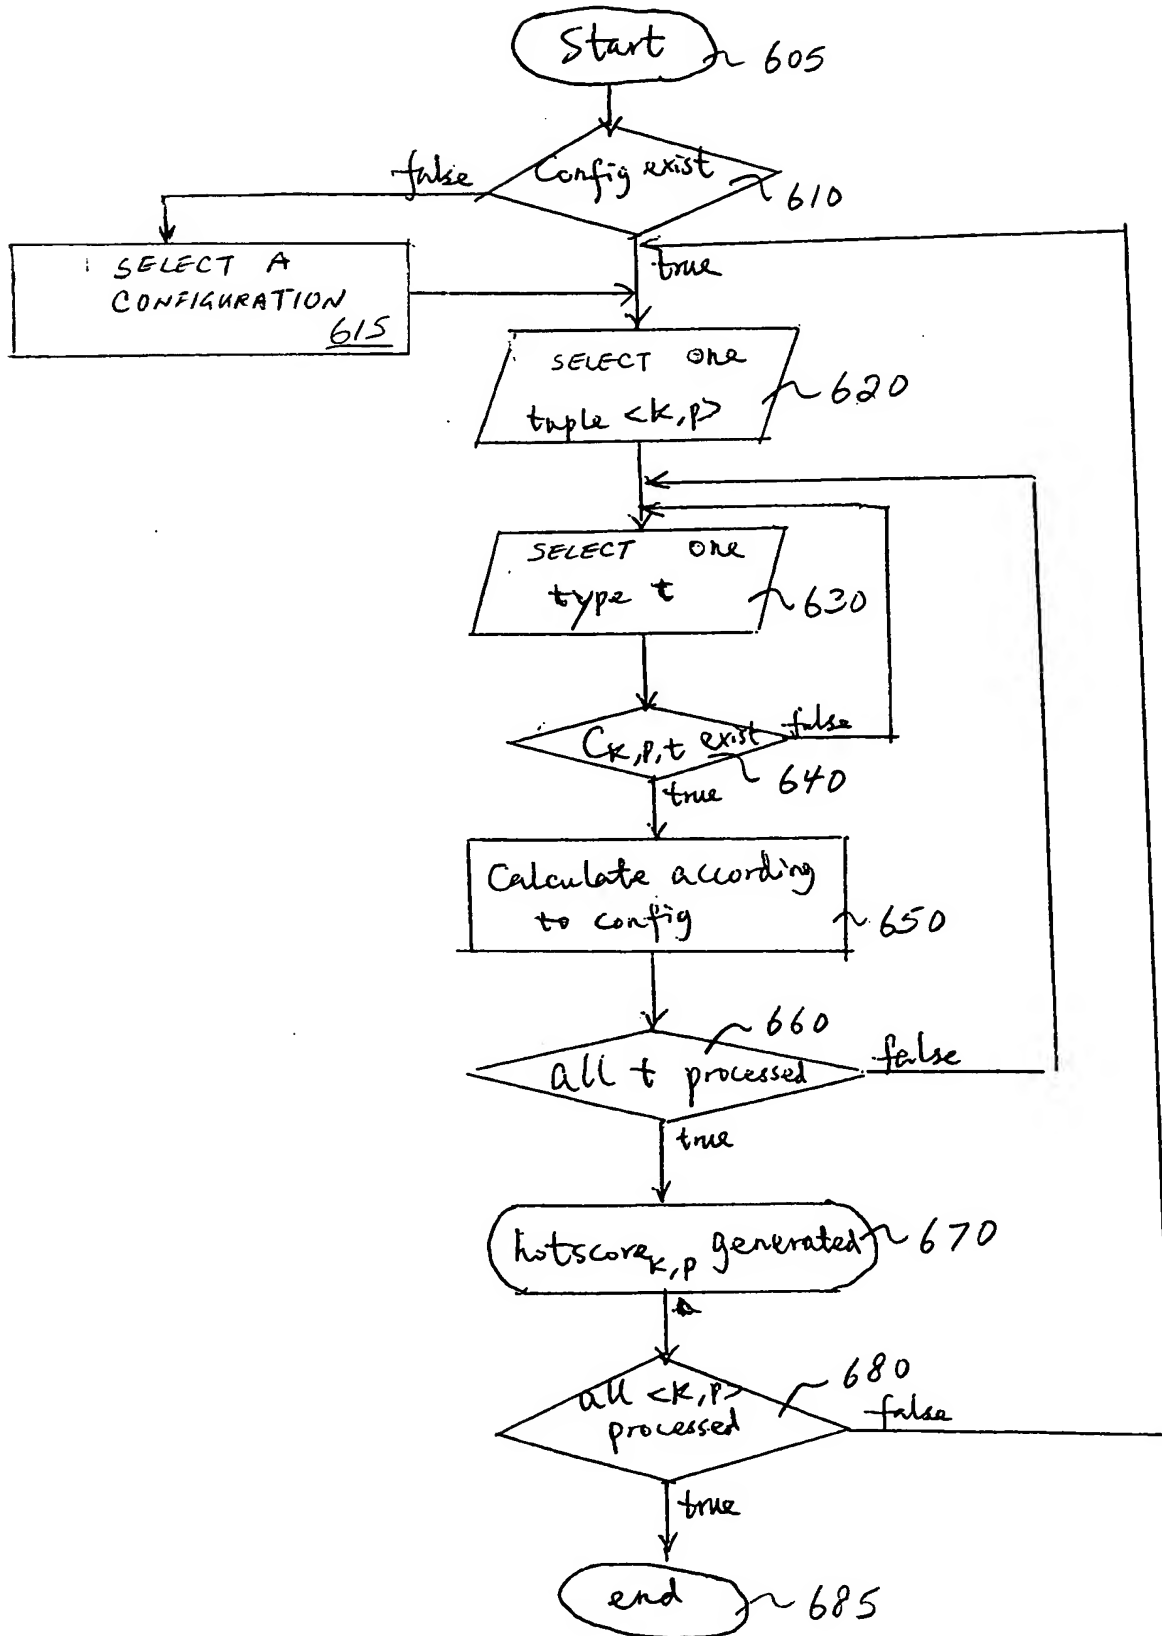 Start
605
Config exist
610
false
SELECT A
CONFIGURATION
615
true
SELECT one
tuple <k,p>
620
SELECT one
type t
630
Ck,p,t exist
false
640
true
Calculate according
to config
650
660
all t processed
false
true
hotscorek,p generated
670
680
all <k,p>
processed
false
true
end
685